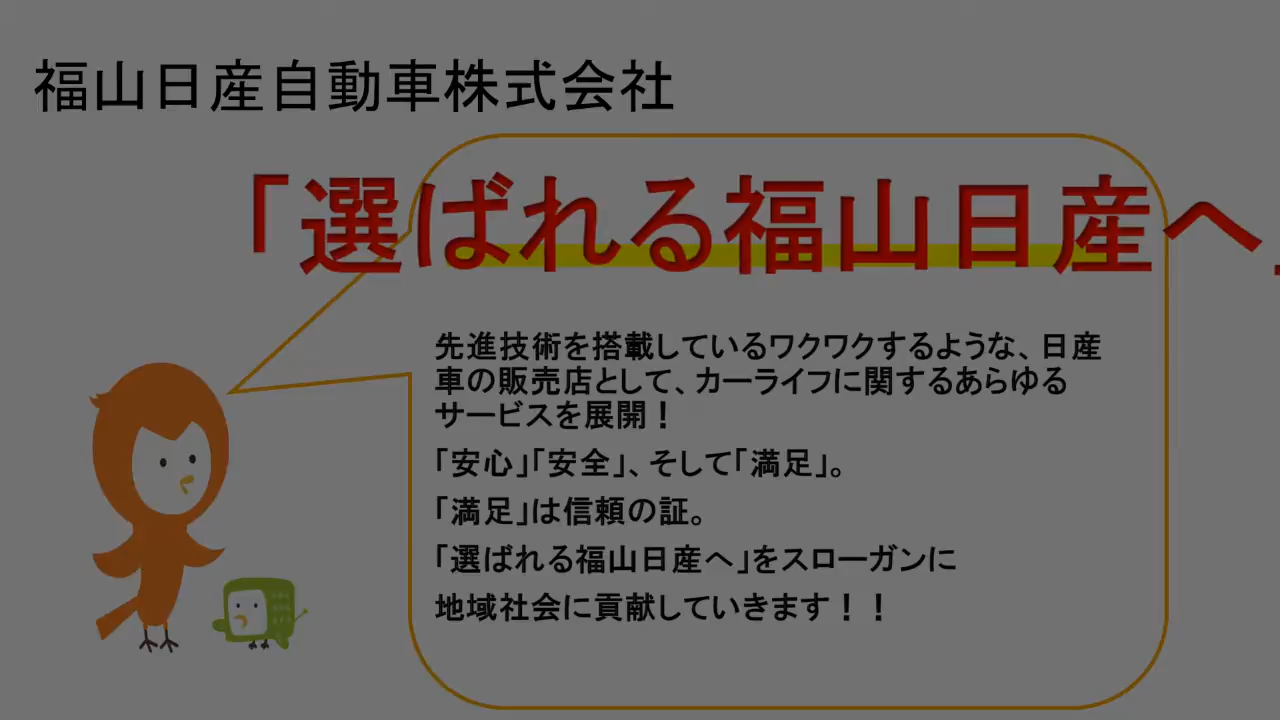 福山日産自動車株式会社
「選ばれる福山日産へ」
先進技術を搭載しているワクワクするような、日産
車の販売店として、カーライフに関するあらゆる
サービスを展開！
「安心」「安全」、そして「満足」。
「満足」は信頼の証。
「選ばれる福山日産へ」をスローガンに
地域社会に貢献していきます！！